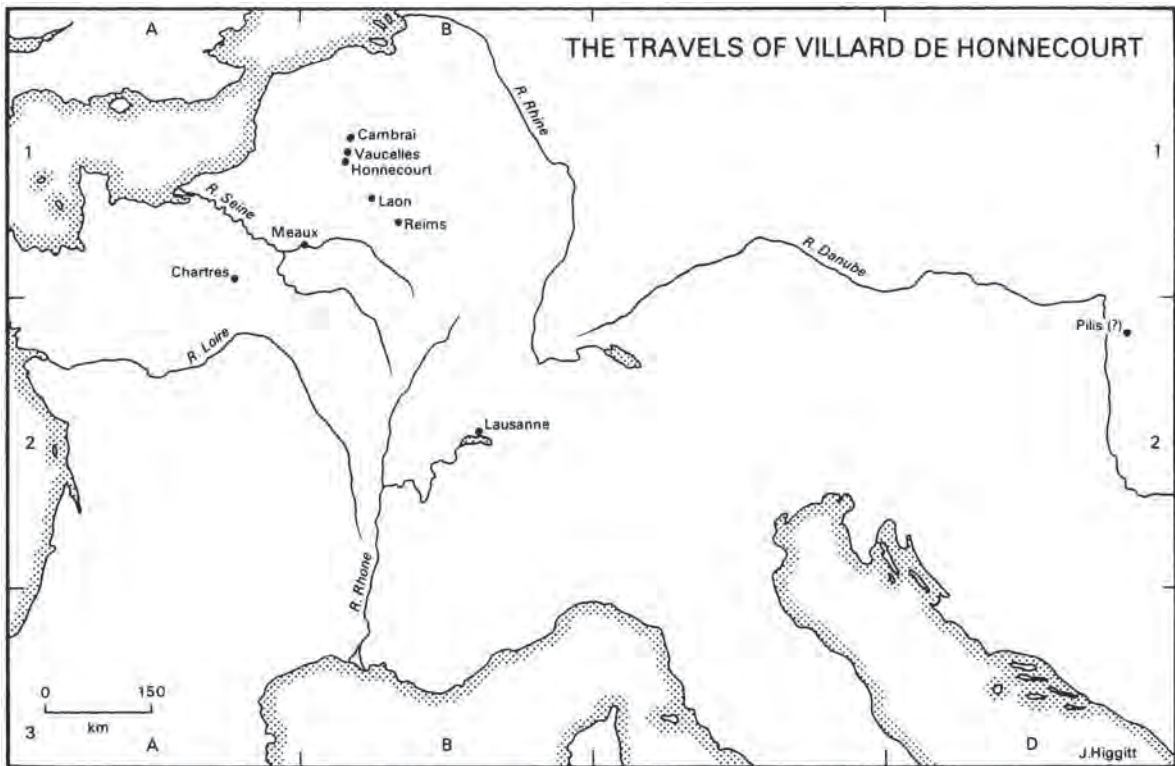 A
B
THE TRAVELS OF VILLARD DE HONNECOURT
R. Rhine
Cambrai
1
Vaucelles
1
Honnecourt
R. Seine
Laon
Reims
Meaux
R. Danube
Chartres
Pilis (?)
R. Loire
Lausanne
2
2
R. Rhone
0 150
km
3
A
B
D
J.Higgitt